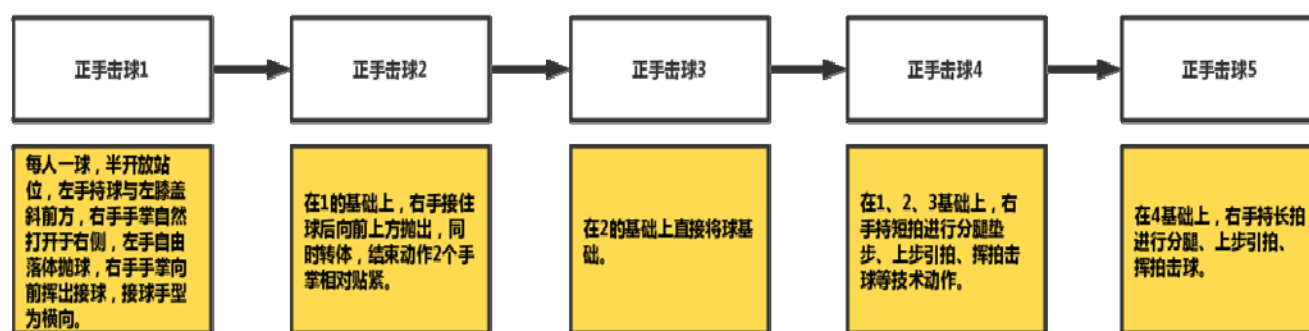 正手击球1
正手击球2
正手击球3
正手击球4
正手击球5
每人一球，半开放站
位，左手持球与左膝盖
斜前方，右手手掌自然
打开于右侧，左手自由
落体抛球，右手手掌向
前挥出接球，接球手型
为横向。
在1的基础上，右手接住
球后向前上方抛出，同
时转体，结束动作2个手
掌相对贴紧。
在2的基础上直接将球基
础。
在1、2、3基础上，右
手持短拍进行分腿垫
步、上步引拍、挥拍击
球等技术动作。
在4基础上，右手持长拍
进行分腿、上步引拍、
挥拍击球。